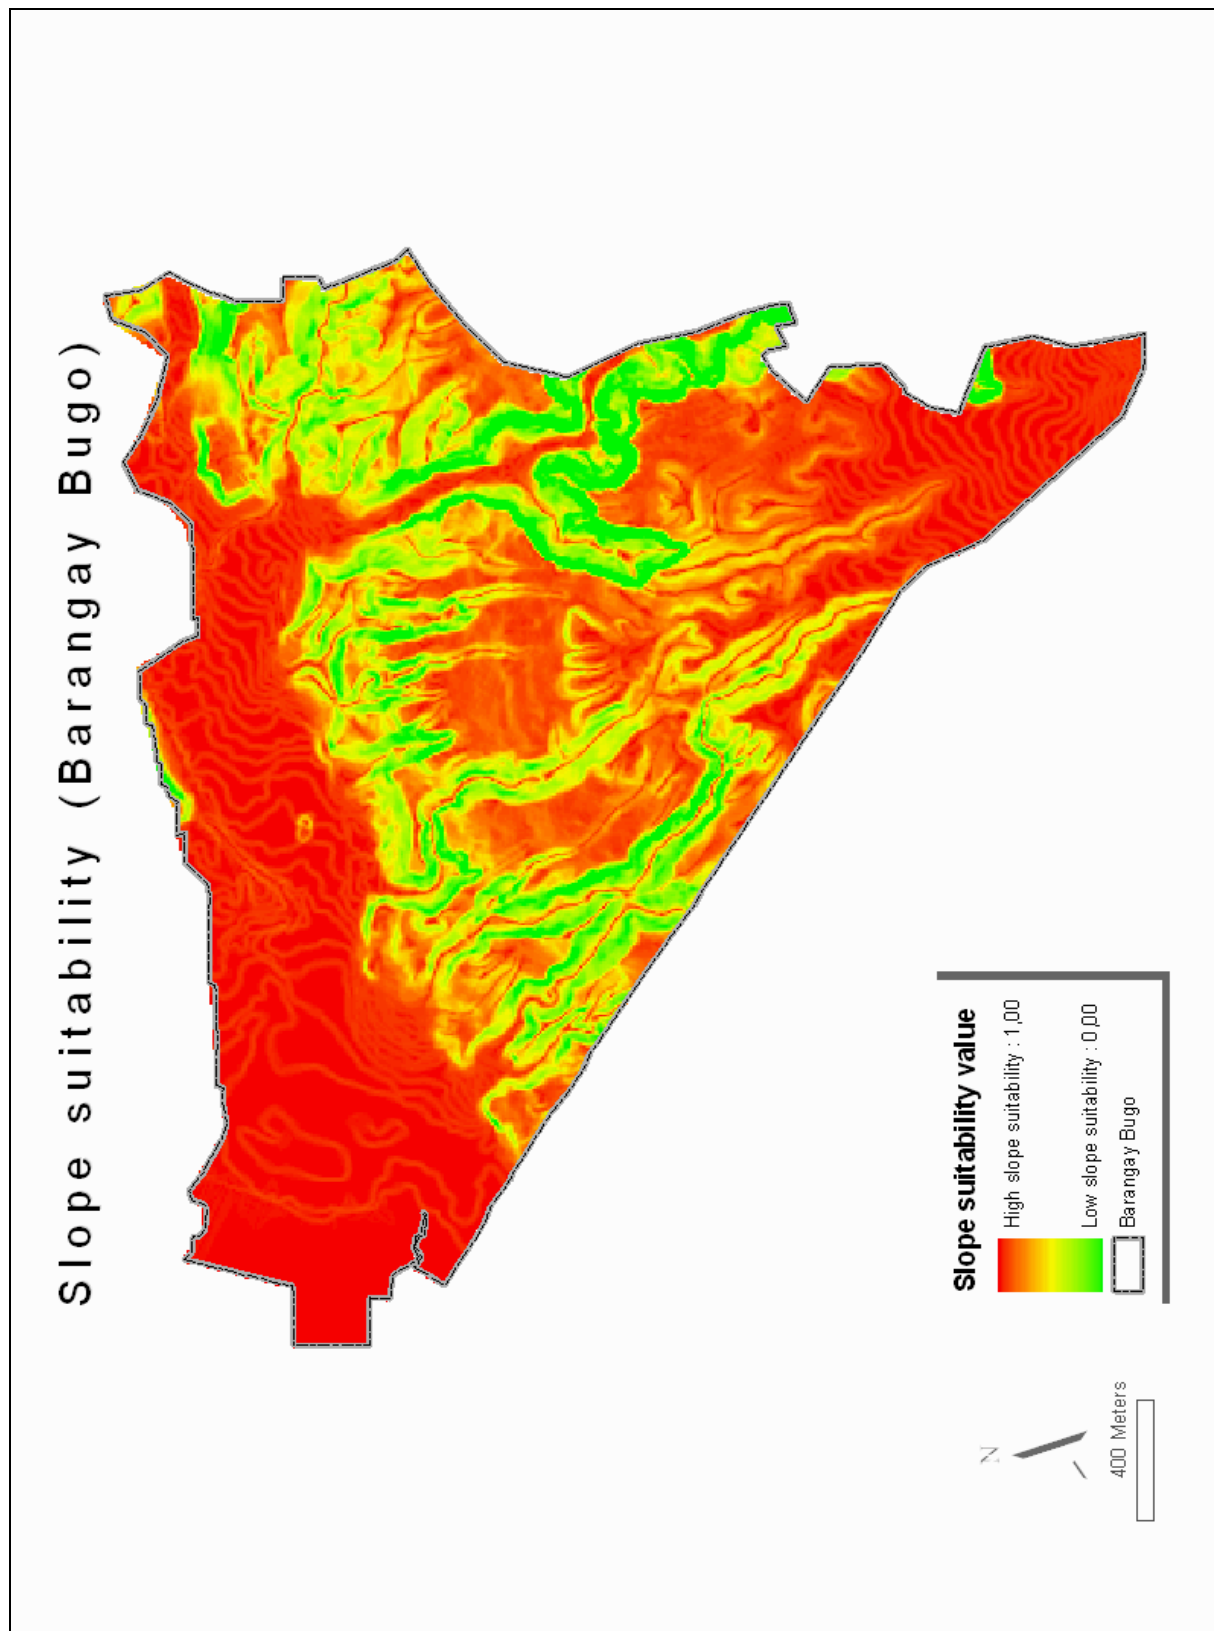 Slope suitability (Barangay Bugo)
N
400 Meters
Slope suitability value
High slope suitability : 1,00
Low slope suitability : 0,00
Barangay Bugo